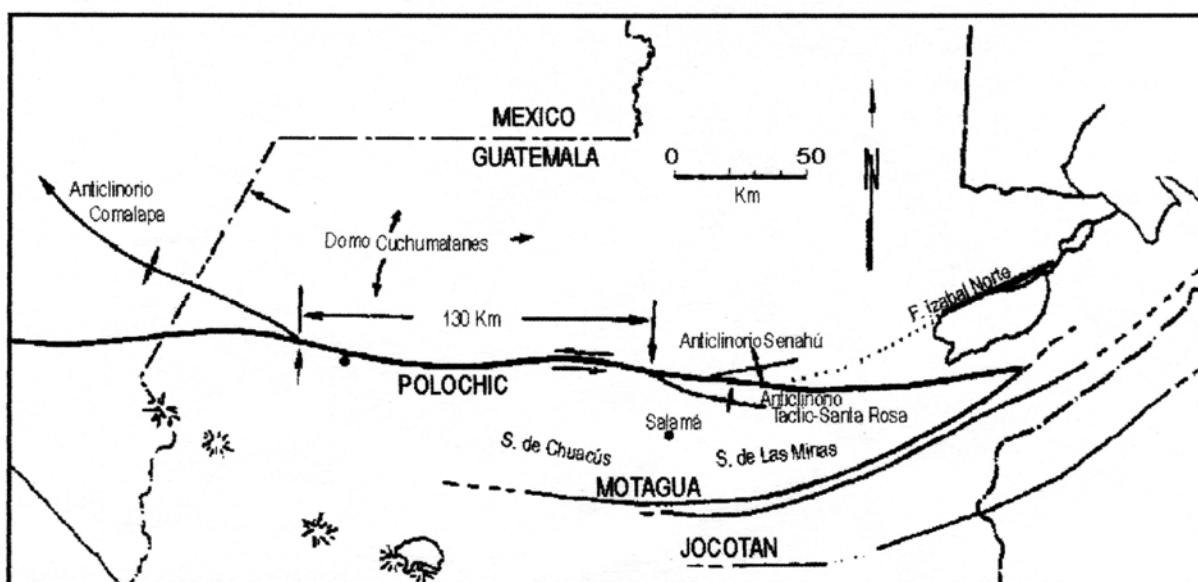 MEXICO
GUATEMALA
0 50
Km
N
Anticlinorio
Comalapa
Domo Cuchumatanes
130 Km
F. Izabal Norte
Anticlinorio Senahú
POLOCHIC
Anticlinorio
Tactic-Santa Rosa
Salamá
S. de Chuacús
S. de Las Minas
MOTAGUA
JOCOTAN